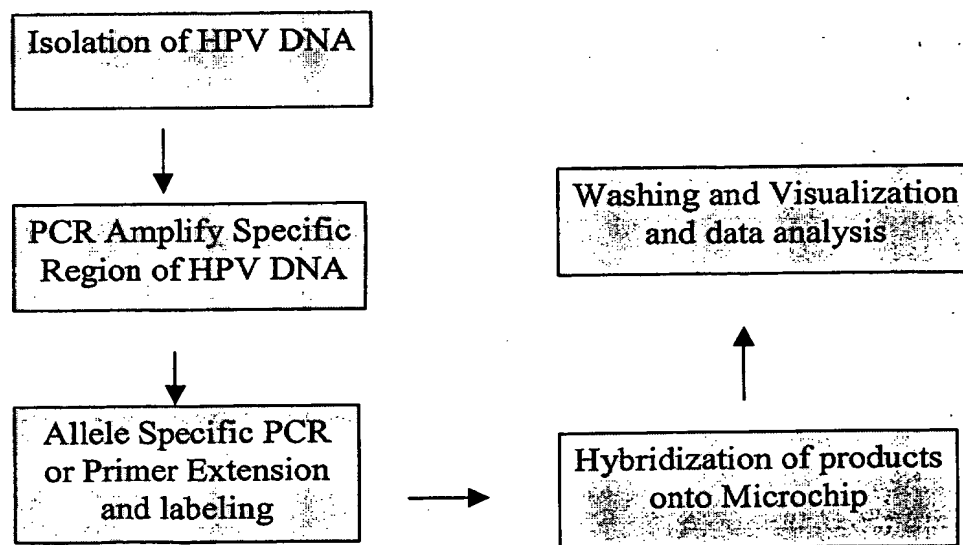 Isolation of HPV DNA
PCR Amplify Specific
Region of HPV DNA
Allele Specific PCR
or Primer Extension
and labeling
Hybridization of products
onto Microchip
Washing and Visualization
and data analysis